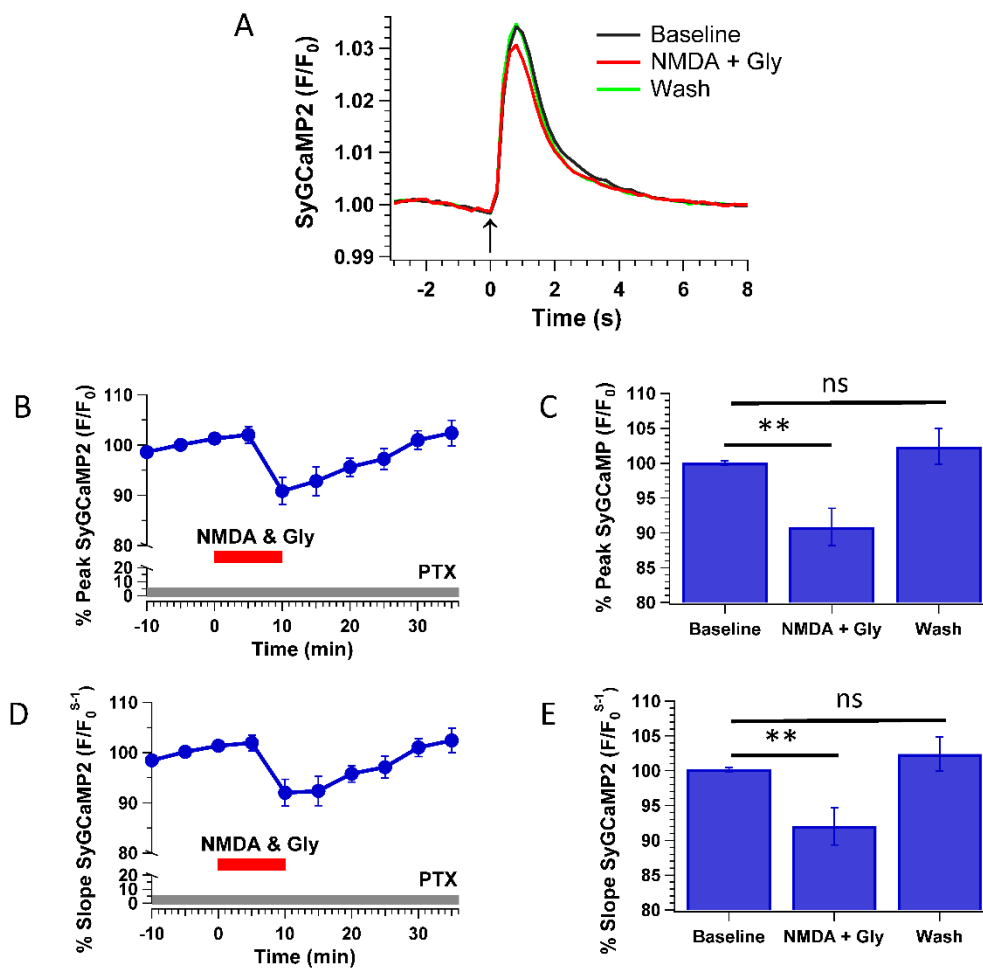 A
SyGCaMP2 (F/F0)
1.03
1.02
1.01
1.00
0.99
Baseline
NMDA + Gly
Wash
-2
0
2
4
6
8
Time (s)
B
% Peak SyGCaMP2 (F/F0)
110
100
90
80
20
10
0
NMDA & Gly
PTX
-10
0
10
20
30
Time (min)
C
% Peak SyGCaMP (F/F0)
110
105
100
95
90
85
80
ns
**
Baseline
NMDA + Gly
Wash
D
% Slope SyGCaMP2 (F/F0 S-1)
110
100
90
80
20
10
0
NMDA & Gly
PTX
-10
0
10
20
30
Time (min)
E
% Slope SyGCaMP2 (F/F0 S-1)
110
105
100
95
90
85
80
ns
**
Baseline
NMDA + Gly
Wash